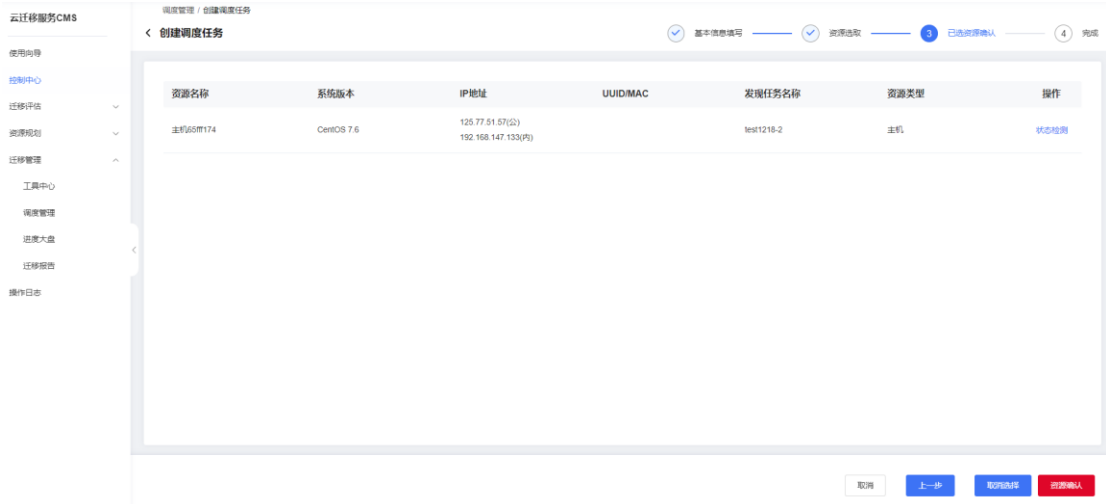 云迁移服务CMS
使用向导
控制中心
迁移评估
资源规划
迁移管理
工具中心
调度管理
进度大盘
迁移报告
操作日志
调度管理 / 创建调度任务
创建调度任务
基本信息填写
资源选取
3 已选资源确认
4 完成
资源名称 系统版本 IP地址 UUID/MAC 发现任务名称 资源类型 操作
主机65fff174 CentOS 7.6 125.77.51.57(公) test1218-2 主机 状态检测
192.168.147.133(内)
取消 上一步 取消选择 资源确认